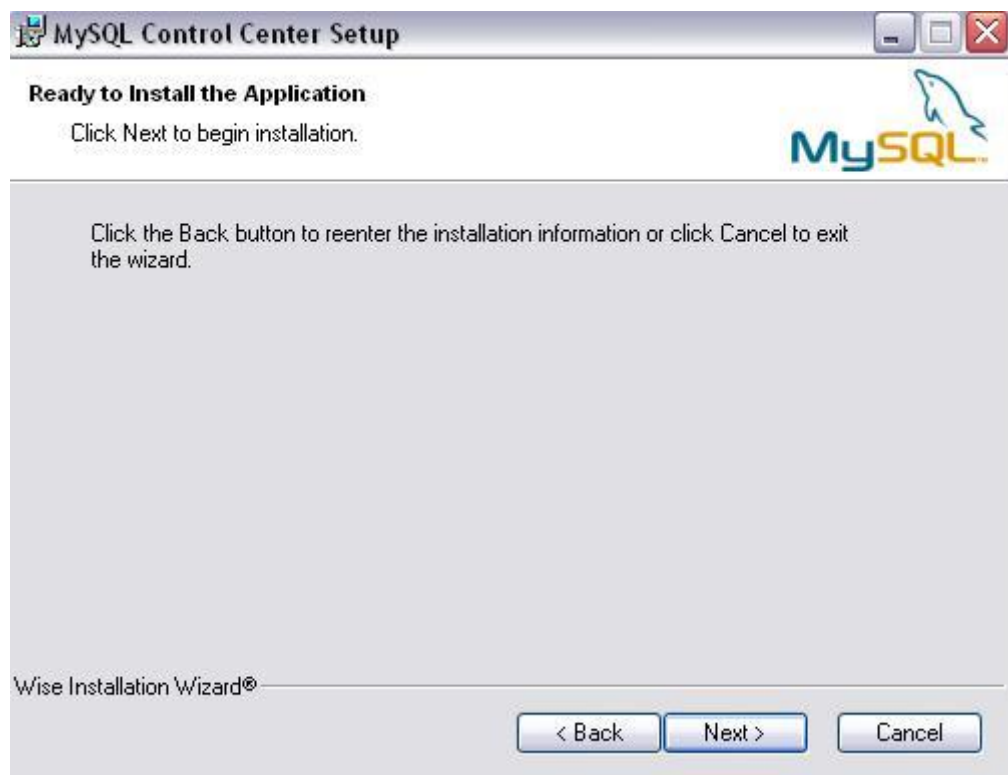 MySQL Control Center Setup
Ready to Install the Application
Click Next to begin installation.
MySQL™
Click the Back button to reenter the installation information or click Cancel to exit
the wizard.
Wise Installation Wizard®
< Back
Next >
Cancel